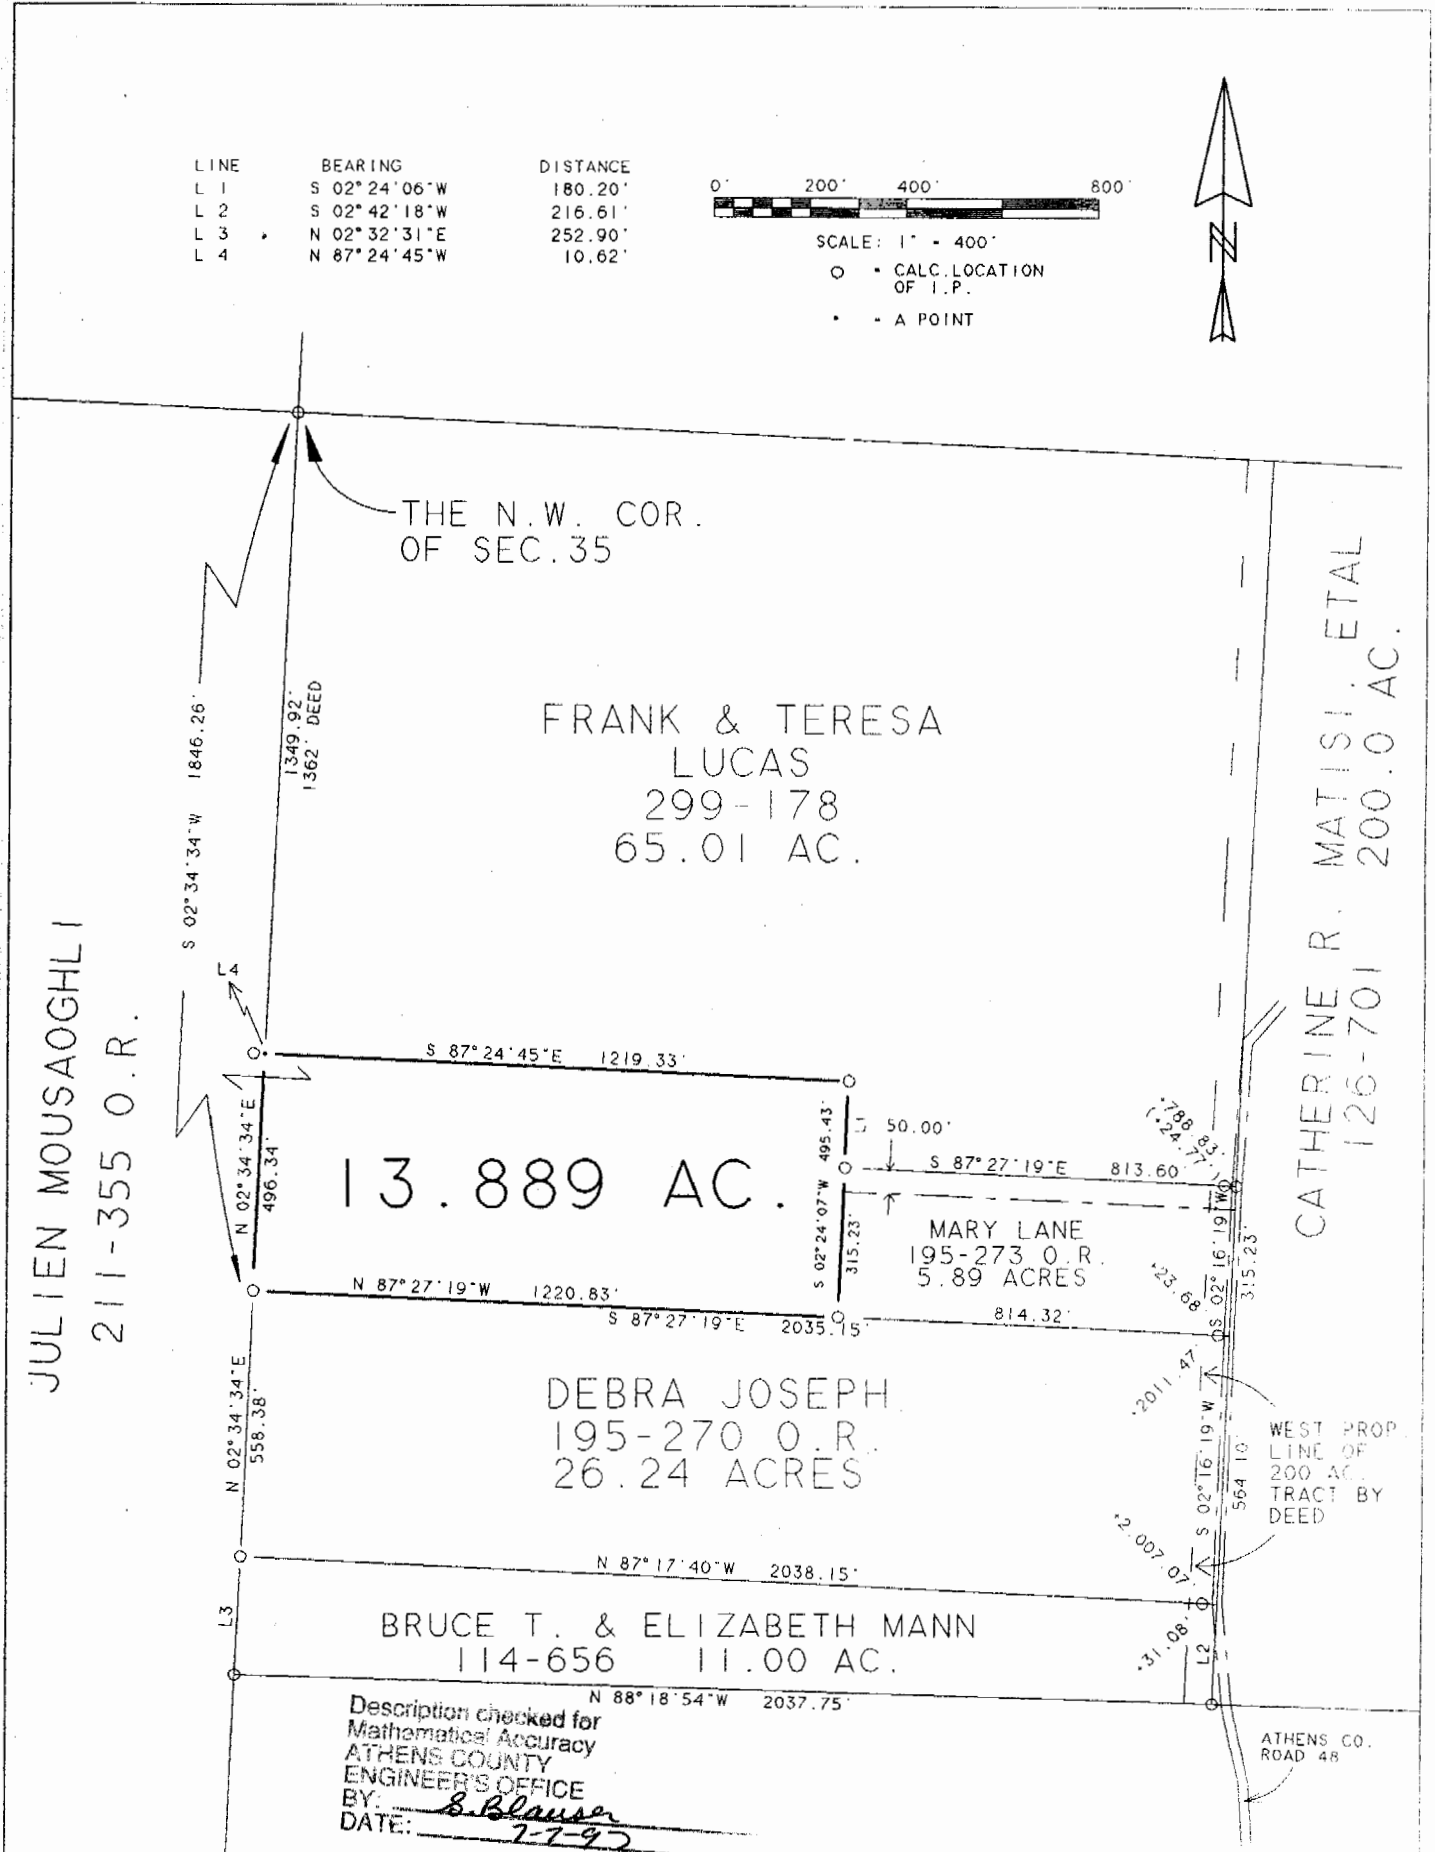 LINE BEARING DISTANCE
L 1 S 02°24'06"W 180.20'
L 2 S 02°42'18"W 216.61'
L 3 N 02°32'31"E 252.90'
L 4 N 87°24'45"W 10.62'
0' 200' 400' 800'
SCALE: 1" = 400'
CALC.LOCATION
OF I.P.
- A POINT
N
THE N.W. COR.
OF SEC.35
S 02°34'34"W 1846.26'
1349.92'
1362' DEED
FRANK & TERESA
LUCAS
299-178
65.01 AC.
CATHERINE R. MATISI, ETAL
126-701 200.0 AC.
JULIEN MOUSAOGHLI
211-355 O.R.
L4
S 87°24'45"E 1219.33'
N 02°34'34"E
496.34'
13.889 AC.
495.43'
S 02°24'07"W
315.23'
50.00'
S 87°27'19"E 813.60'
788.83'
(24.77')
MARY LANE
195-273 O.R.
5.89 ACRES
S 02°16'19"W
315.23'
23.68'
N 87°27'19"W 1220.83'
S 87°27'19"E 2035.15'
814.32'
DEBRA JOSEPH
195-270 O.R.
26.24 ACRES
N 02°34'34"E
558.38'
2011.47'
S 02°16'19"W
564.10'
WEST PROP.
LINE OF
200 AC.
TRACT BY
DEED
2,007.07'
N 87°17'40"W 2038.15'
L3
BRUCE T. & ELIZABETH MANN
114-656 11.00 AC.
31.08'
L2
N 88°18'54"W 2037.75'
Description checked for
Mathematical Accuracy
ATHENS COUNTY
ENGINEER'S OFFICE
BY: S. Blauser
DATE: 7-7-97
ATHENS CO.
ROAD 48